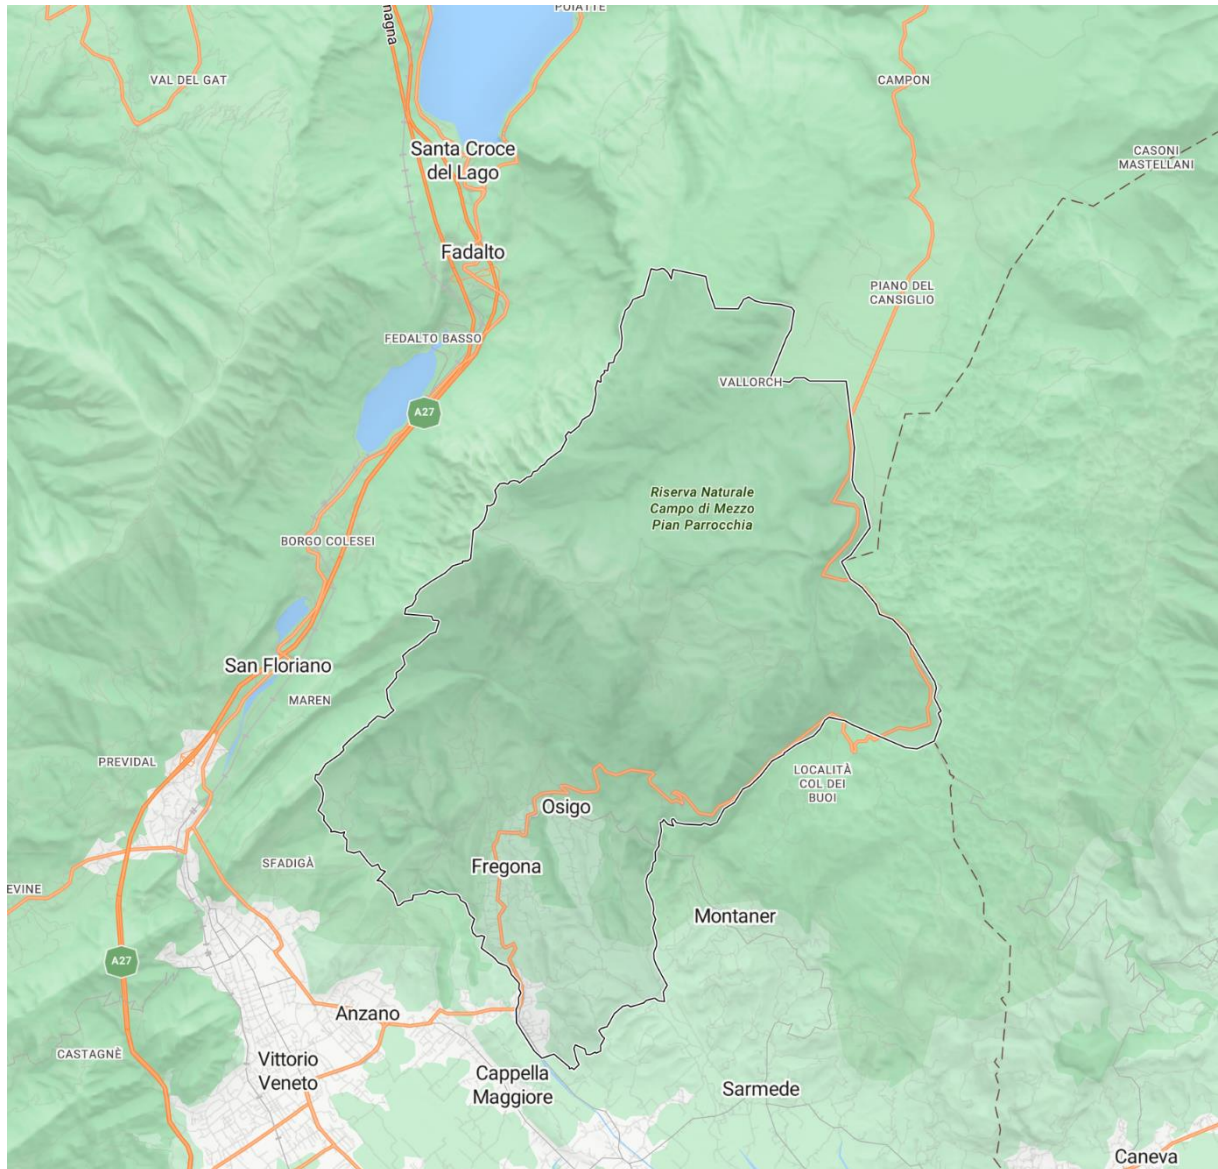 POIATTE
magna
VAL DEL GAT
CAMPON
Santa Croce
del Lago
CASONI
MASTELLANI
Fadalto
PIANO DEL
CANSIGLIO
FEDALTO BASSO
VALLORCH
A27
Riserva Naturale
Campo di Mezzo
Pian Parrocchia
BORGO COLESEI
San Floriano
MAREN
PREVIDAL
LOCALITÀ
COL DEI
BUOI
Osigo
SFADIGÀ
Fregona
EVINE
Montaner
A27
Anzano
CASTAGNÈ
Vittorio
Veneto
Cappella
Maggiore
Sarmede
Caneva